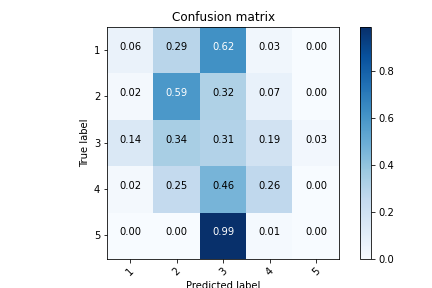 Confusion matrix
1 0.06 0.29 0.62 0.03 0.00
2 0.02 0.59 0.32 0.07 0.00
3 0.14 0.34 0.31 0.19 0.03
4 0.02 0.25 0.46 0.26 0.00
5 0.00 0.00 0.99 0.01 0.00
1 2 3 4 5
True label
Predicted label
0.8
0.6
0.4
0.2
0.0